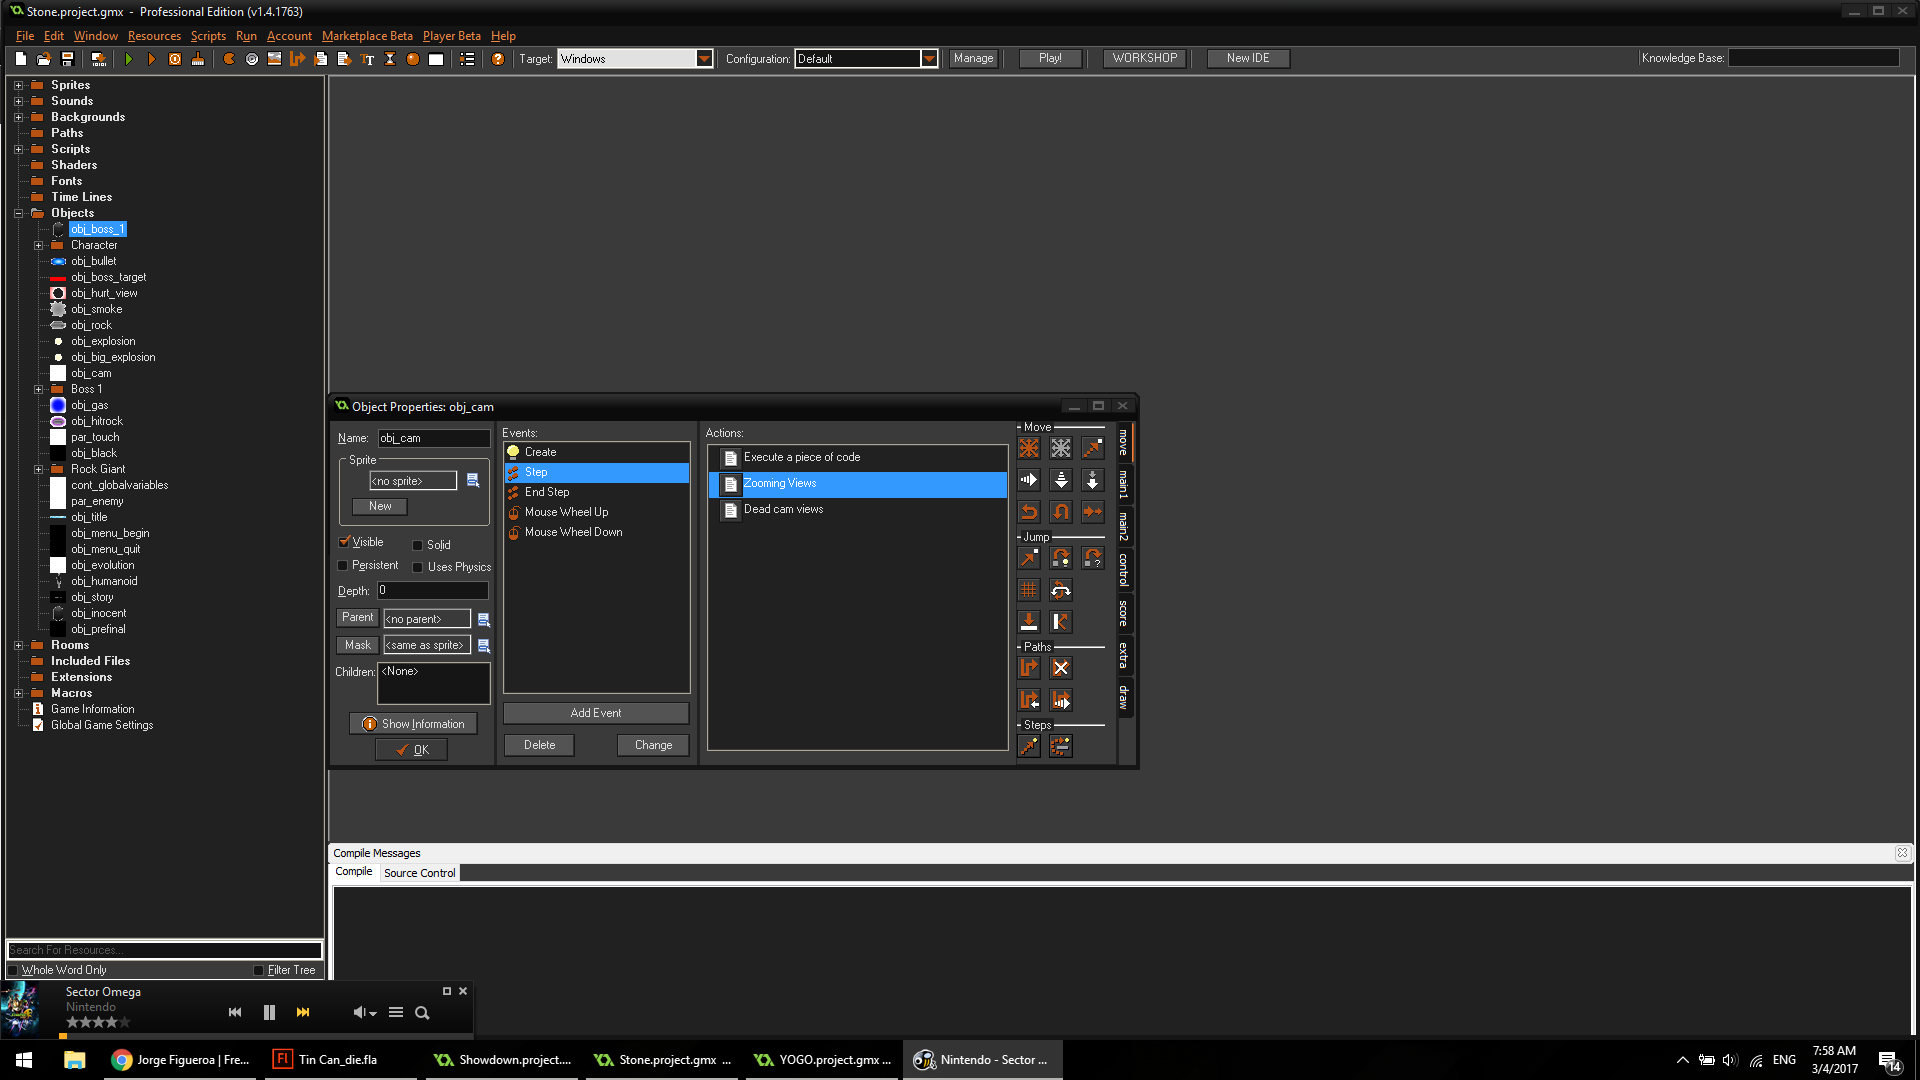 Stone.project.gmx - Professional Edition (v1.4.1763)
File Edit Window Resources Scripts Run Account Marketplace Beta Player Beta Help
Target: Windows Configuration: Default Manage Play! WORKSHOP New IDE Knowledge Base:
Sprites
Sounds
Backgrounds
Paths
Scripts
Shaders
Fonts
Time Lines
Objects
obj_boss_1
Character
obj_bullet
obj_boss_target
obj_hurt_view
obj_smoke
obj_rock
obj_explosion
obj_big_explosion
obj_cam
Boss 1
obj_gas
obj_hitrock
par_touch
obj_black
Rock Giant
cont_globalvariables
par_enemy
obj_title
obj_menu_begin
obj_menu_quit
obj_evolution
obj_humanoid
obj_story
obj_inocent
obj_prefinal
Rooms
Included Files
Extensions
Macros
Game Information
Global Game Settings
Search For Resources...
Whole Word Only Filter Tree
Object Properties: obj_cam
Name: obj_cam
Sprite
<no sprite>
New
Visible Solid
Persistent Uses Physics
Depth: 0
Parent <no parent>
Mask <same as sprite>
Children: <None>
Show Information
OK
Events:
Create
Step
End Step
Mouse Wheel Up
Mouse Wheel Down
Add Event
Delete Change
Actions:
Execute a piece of code
Zooming Views
Dead cam views
Move
Jump
Paths
Steps
move
main1
main2
control
score
extra
draw
Compile Messages
Compile Source Control
Sector Omega
Nintendo
Jorge Figueroa | Fre...
Fl Tin Can_die.fla
Showdown.project....
Stone.project.gmx ...
YOGO.project.gmx ...
Nintendo - Sector ...
ENG
7:58 AM
3/4/2017
14